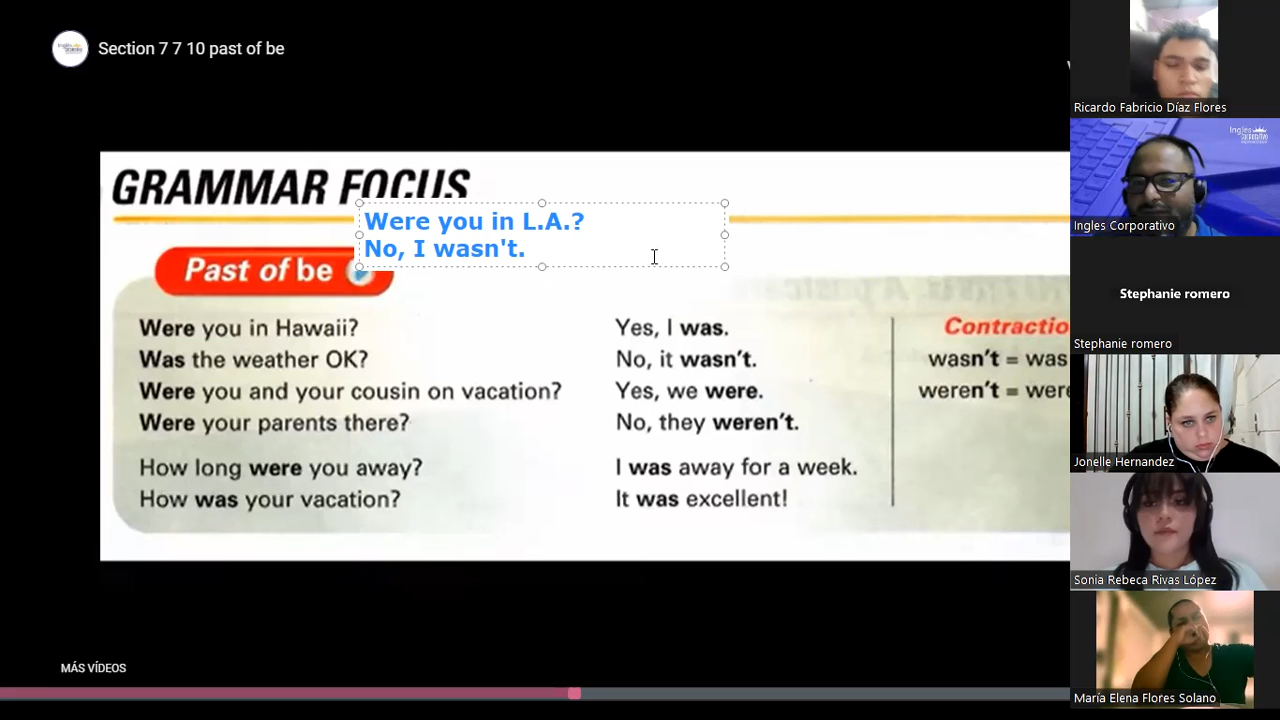 Section 7 7 10 past of be
GRAMMAR FOCUS
Were you in L.A.?
No, I wasn't.
Past of be
Were you in Hawaii? Yes, I was.
Was the weather OK? No, it wasn't.
Were you and your cousin on vacation? Yes, we were.
Were your parents there? No, they weren't.
How long were you away? I was away for a week.
How was your vacation? It was excellent!
Contractio
wasn't = was
weren't = were
MÁS VÍDEOS
Ricardo Fabricio Díaz Flores
Ingles Corporativo
Stephanie romero
Stephanie romero
Jonelle Hernandez
Sonia Rebeca Rivas López
María Elena Flores Solano